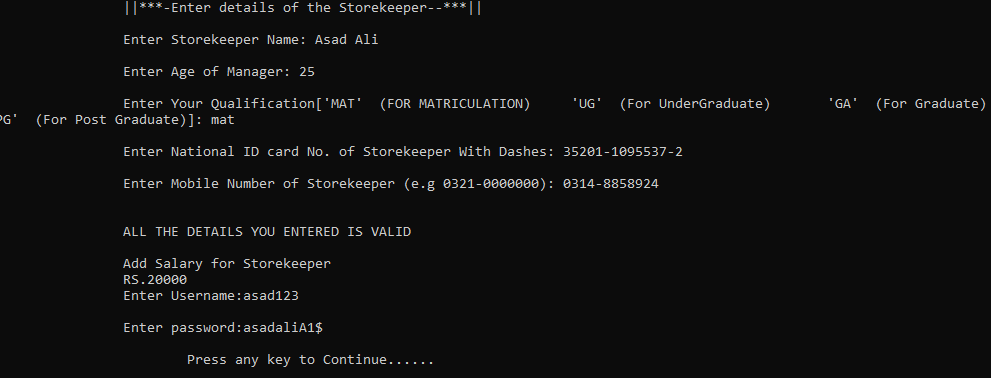 ||***-Enter details of the Storekeeper--***||
Enter Storekeeper Name: Asad Ali
Enter Age of Manager: 25
Enter Your Qualification['MAT'  (FOR MATRICULATION)     'UG'  (For UnderGraduate)       'GA'  (For Graduate)
PG'  (For Post Graduate)]: mat
Enter National ID card No. of Storekeeper With Dashes: 35201-1095537-2
Enter Mobile Number of Storekeeper (e.g 0321-0000000): 0314-8858924
ALL THE DETAILS YOU ENTERED IS VALID
Add Salary for Storekeeper
RS.20000
Enter Username:asad123
Enter password:asadaliA1$
Press any key to Continue......